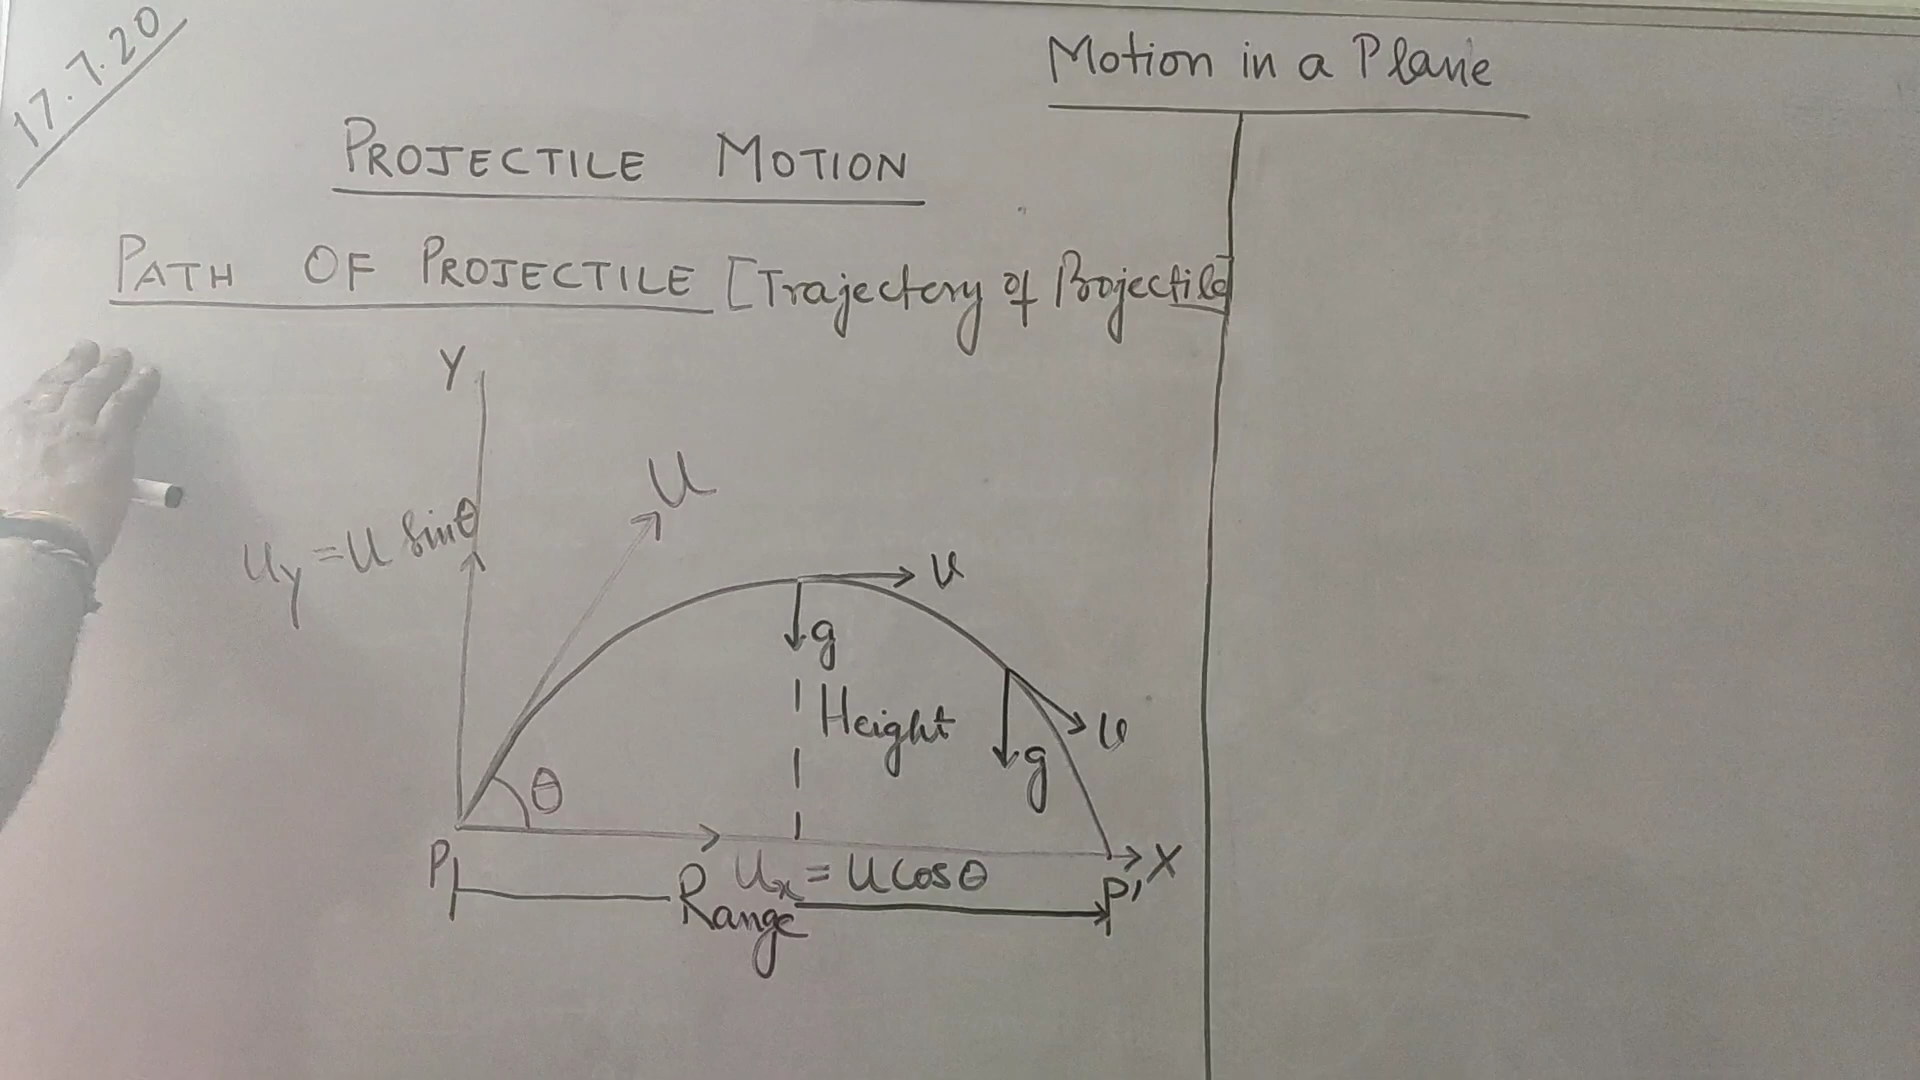 17.7.20
Motion in a Plane
PROJECTILE MOTION
PATH OF PROJECTILE [Trajectory of Projectile]
Y
u
uy = u sinθ
u
g
Height
u
g
θ
P
ux = u cosθ
P'
X
Range